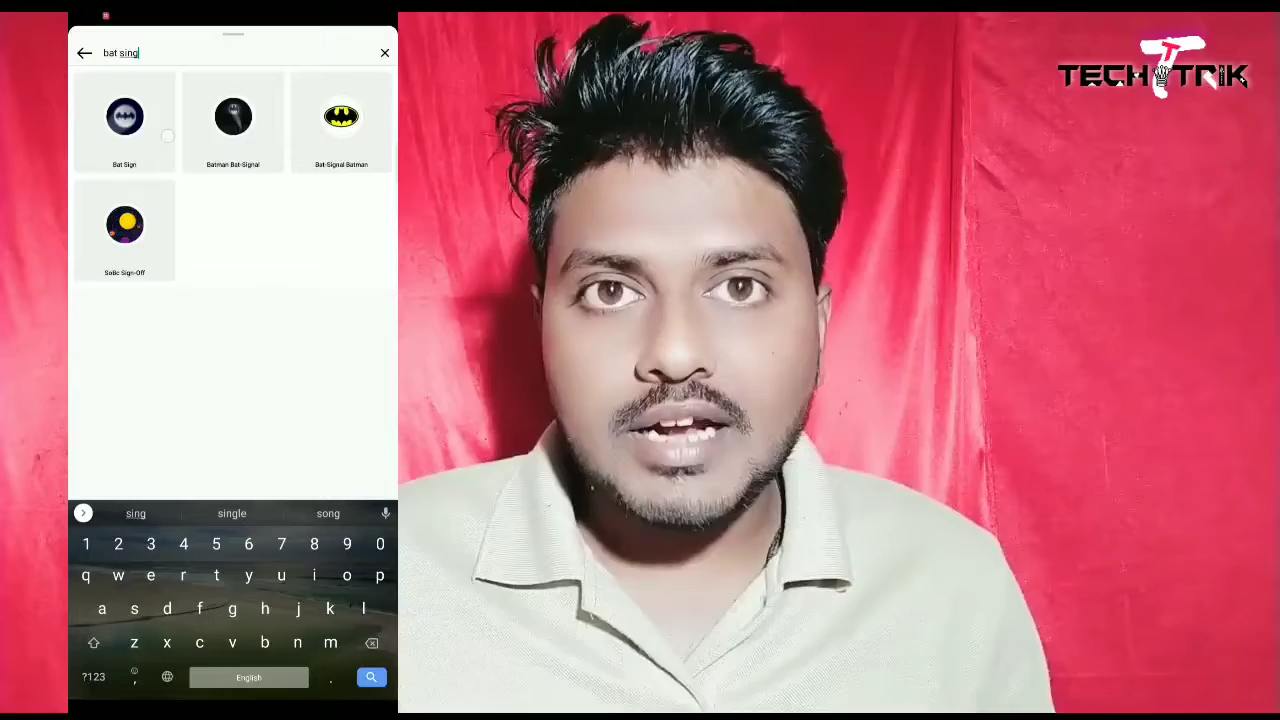 bat sing
Bat Sign
Batman Bat-Signal
Bat-Signal Batman
SoBc Sign-Off
sing single song
1 2 3 4 5 6 7 8 9 0
q w e r t y u i o p
a s d f g h j k l
z x c v b n m
?123 , English .
TECH T TRIK